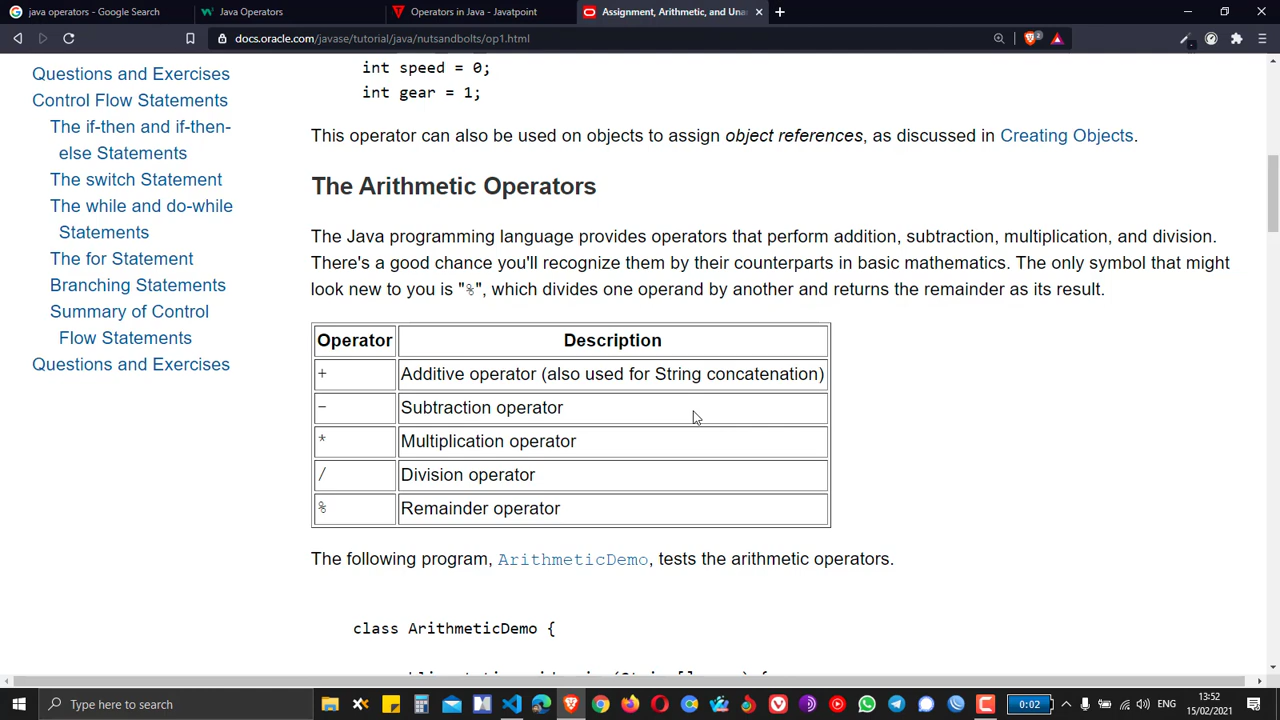 java operators - Google Search
Java Operators
Operators in Java - Javatpoint
Assignment, Arithmetic, and Una
docs.oracle.com/javase/tutorial/java/nutsandbolts/op1.html
2
Questions and Exercises
Control Flow Statements
The if-then and if-then-
else Statements
The switch Statement
The while and do-while
Statements
The for Statement
Branching Statements
Summary of Control
Flow Statements
Questions and Exercises
int speed = 0;
int gear = 1;
This operator can also be used on objects to assign object references, as discussed in Creating Objects.
The Arithmetic Operators
The Java programming language provides operators that perform addition, subtraction, multiplication, and division.
There's a good chance you'll recognize them by their counterparts in basic mathematics. The only symbol that might
look new to you is "%", which divides one operand by another and returns the remainder as its result.
Operator Description
+ Additive operator (also used for String concatenation)
- Subtraction operator
* Multiplication operator
/ Division operator
% Remainder operator
The following program, ArithmeticDemo, tests the arithmetic operators.
class ArithmeticDemo {
Type here to search
0:02
ENG
13:52
15/02/2021